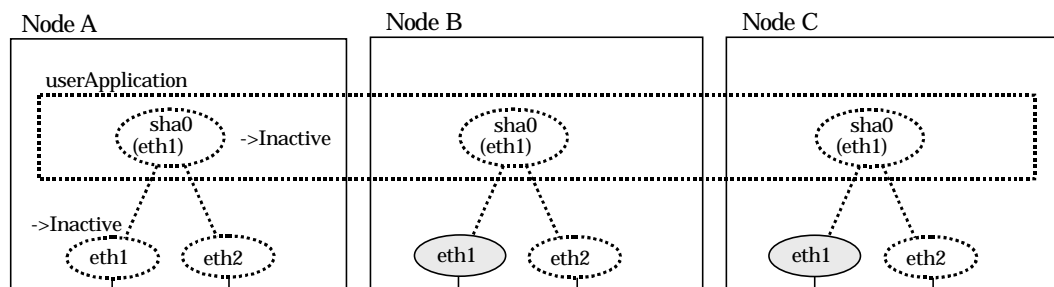 Node A
Node B
Node C
userApplication
sha0
(eth1)
->Inactive
sha0
(eth1)
sha0
(eth1)
->Inactive
eth1
eth2
eth1
eth2
eth1
eth2